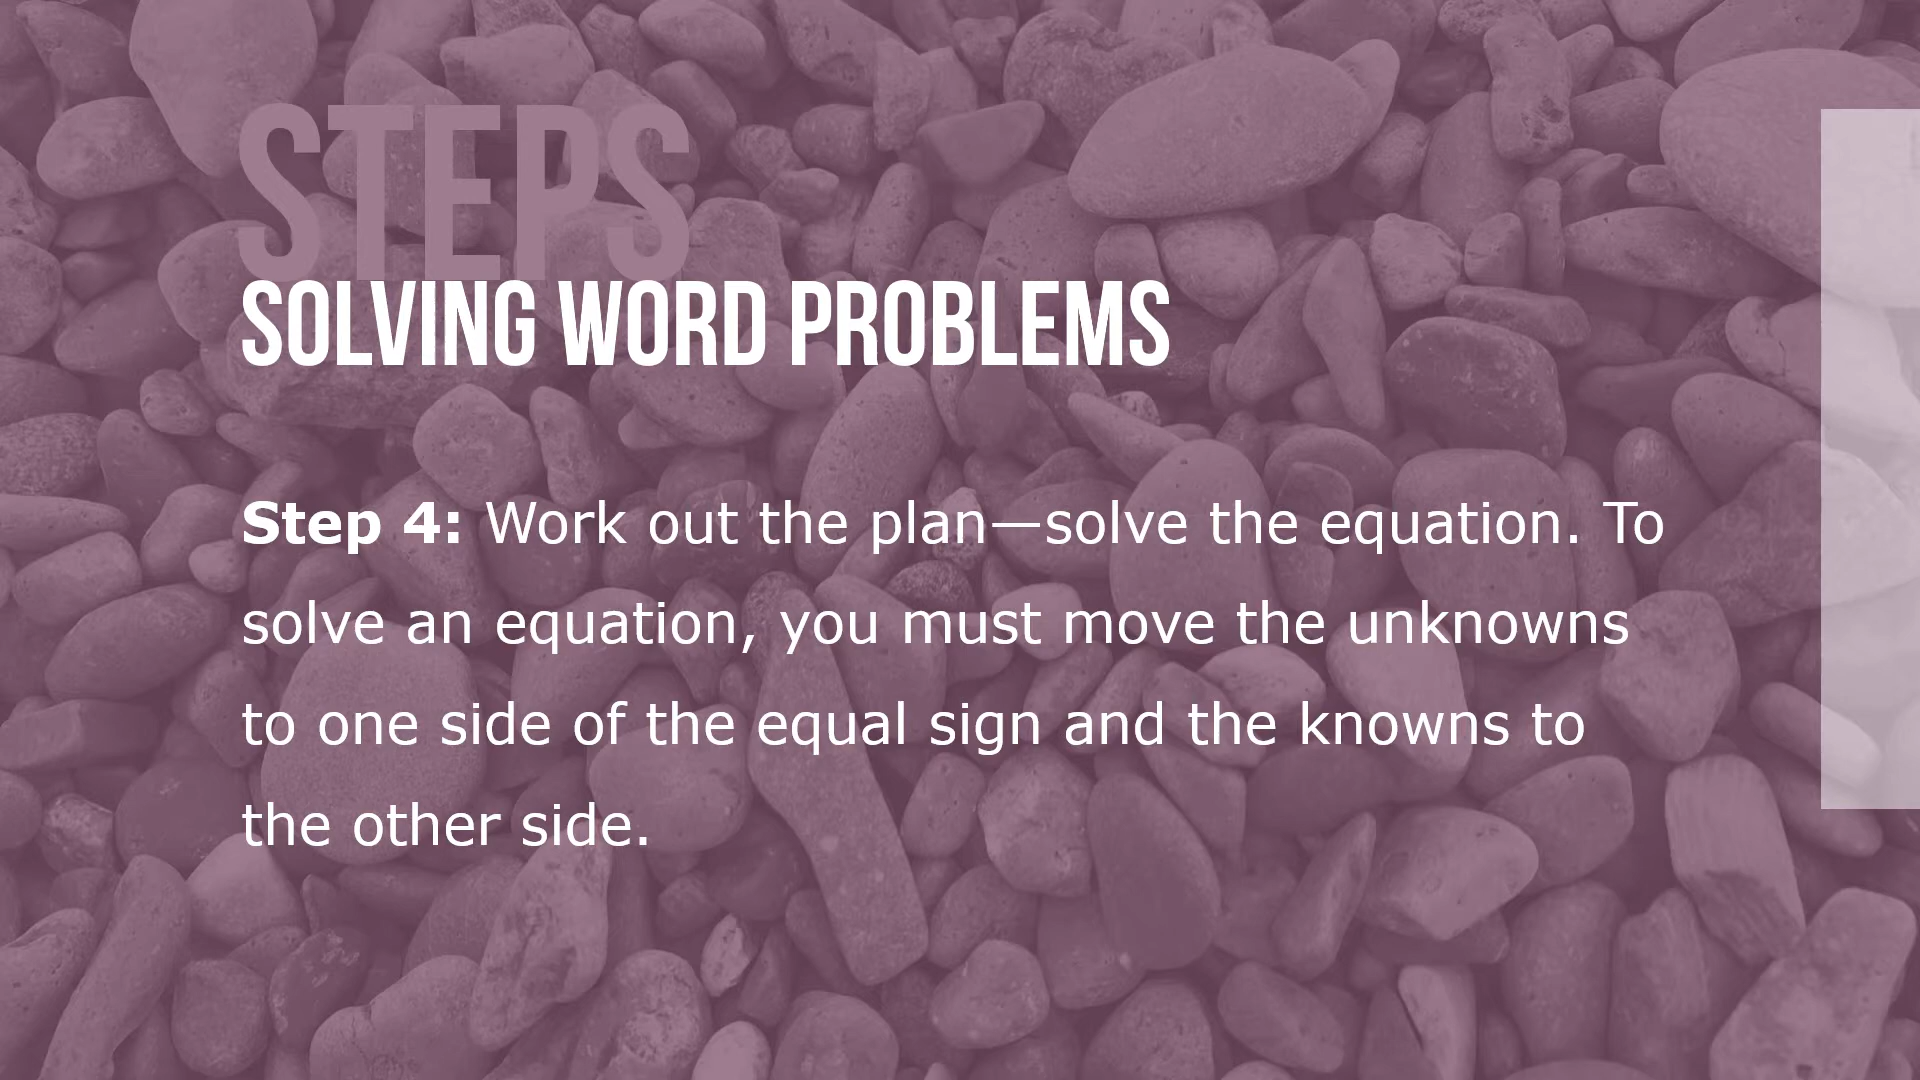 STEPS
SOLVING WORD PROBLEMS
Step 4: Work out the plan—solve the equation. To
solve an equation, you must move the unknowns
to one side of the equal sign and the knowns to
the other side.